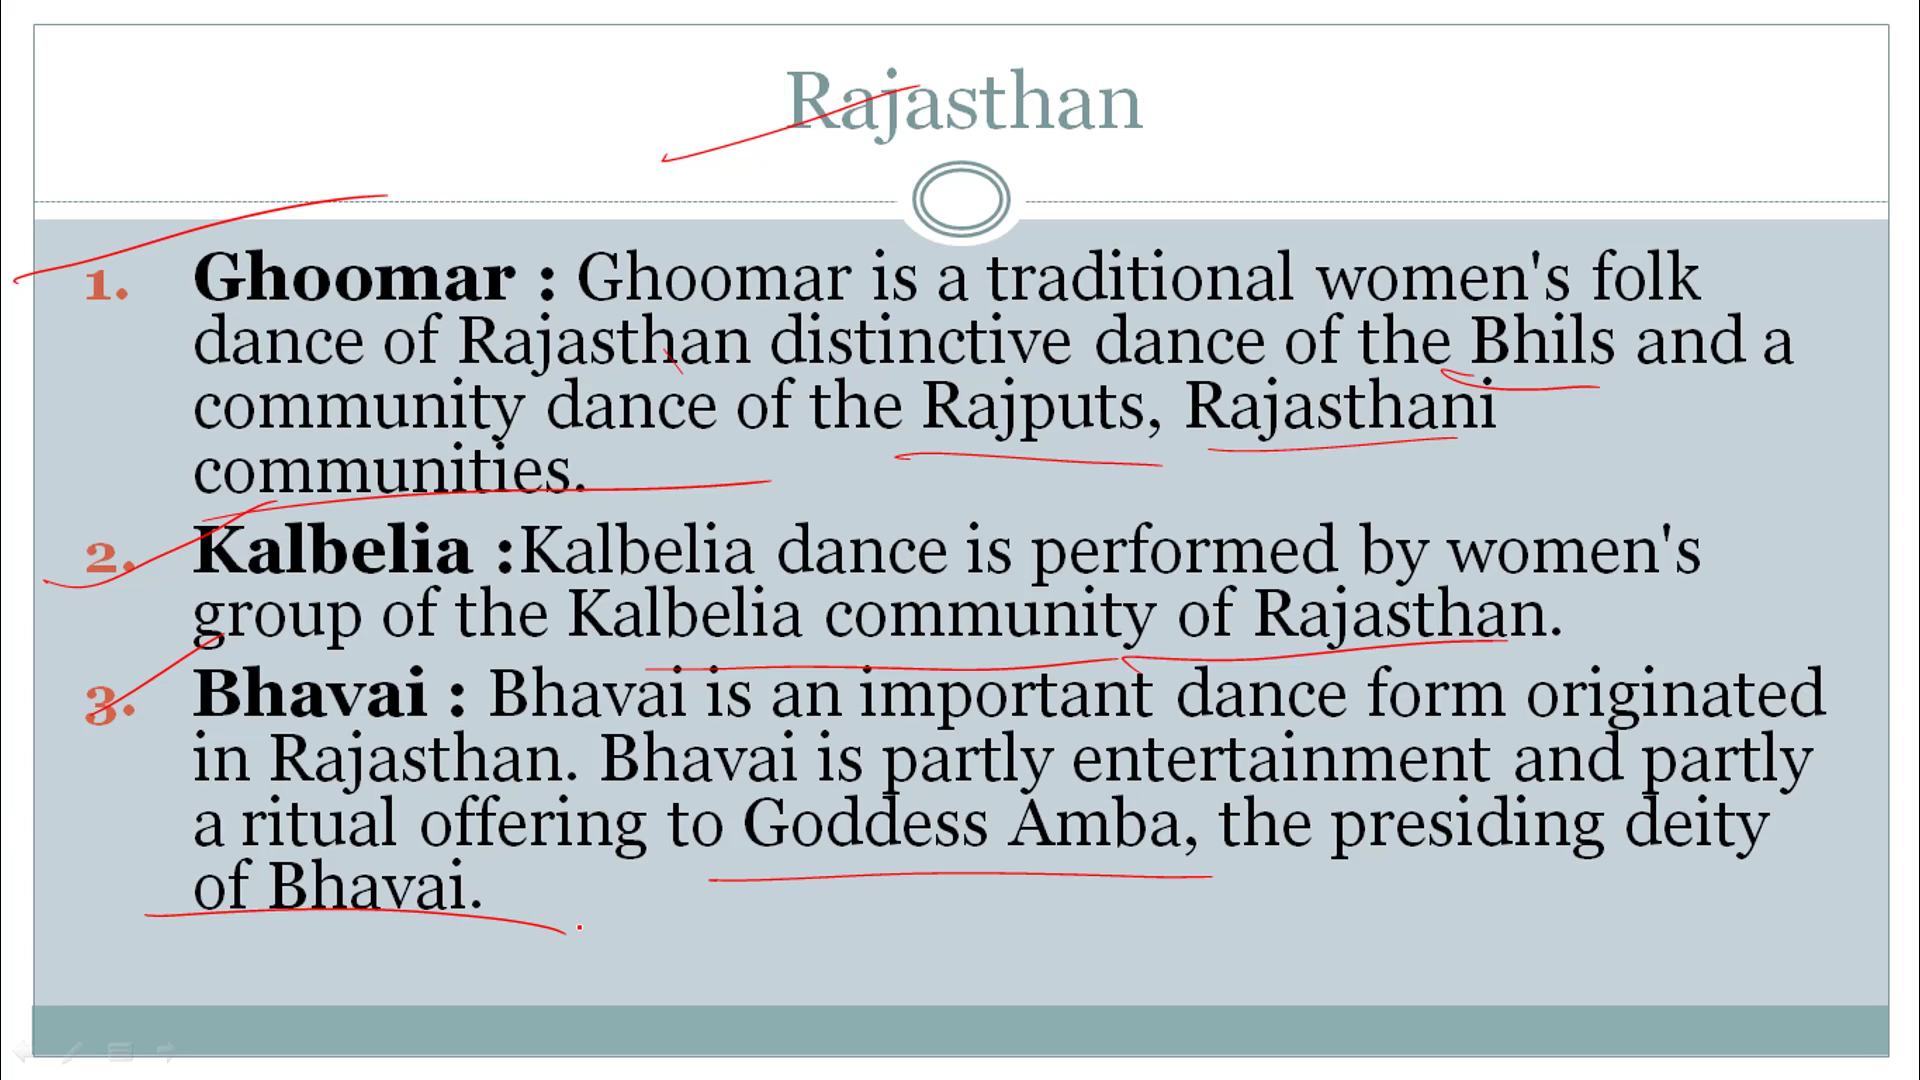 Rajasthan
1. Ghoomar : Ghoomar is a traditional women's folk
dance of Rajasthan distinctive dance of the Bhils and a
community dance of the Rajputs, Rajasthani
communities.
2. Kalbelia :Kalbelia dance is performed by women's
group of the Kalbelia community of Rajasthan.
3. Bhavai : Bhavai is an important dance form originated
in Rajasthan. Bhavai is partly entertainment and partly
a ritual offering to Goddess Amba, the presiding deity
of Bhavai.